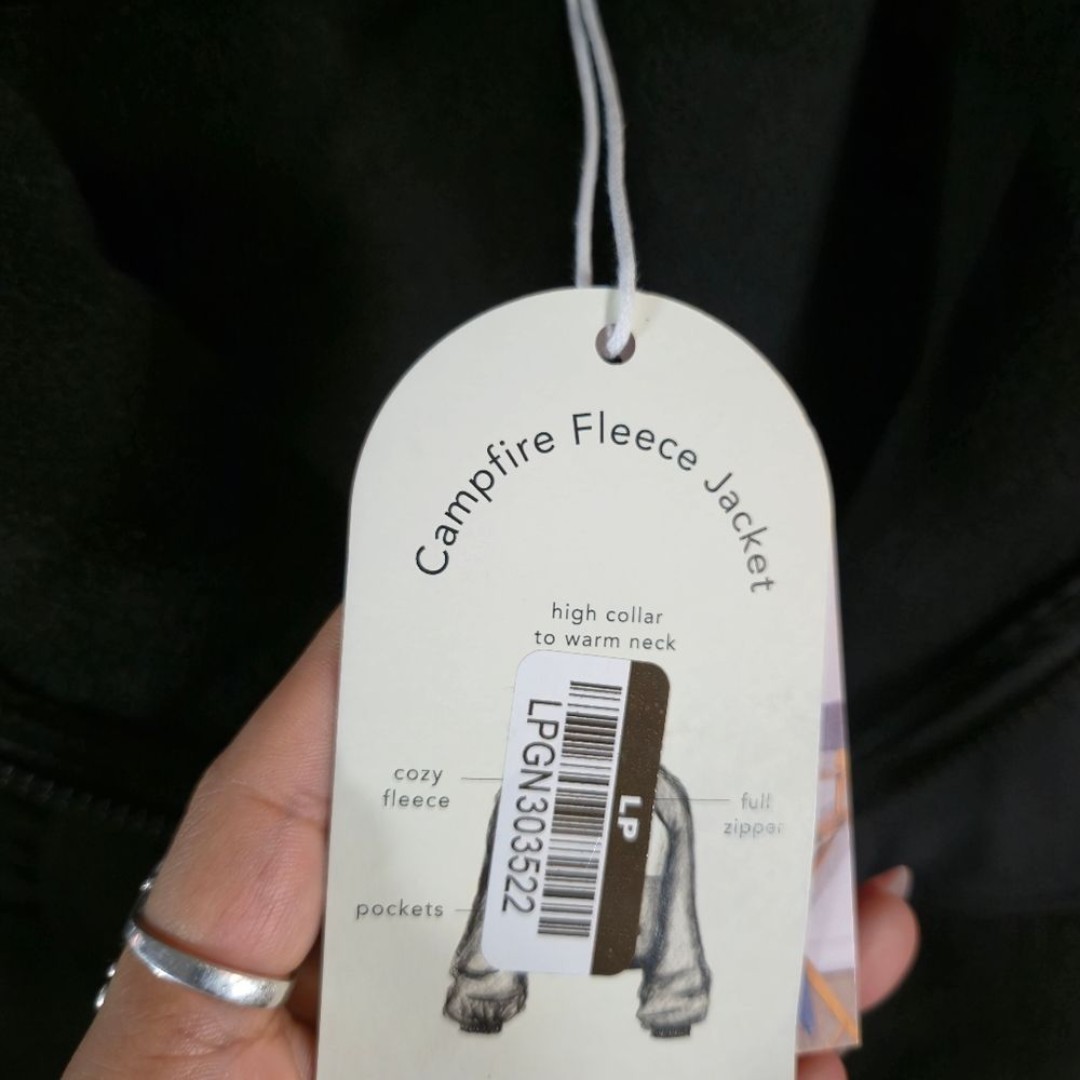 Campfire Fleece Jacket
high collar
to warm neck
LPGN303522
LP
cozy
fleece
full
zipper
pockets